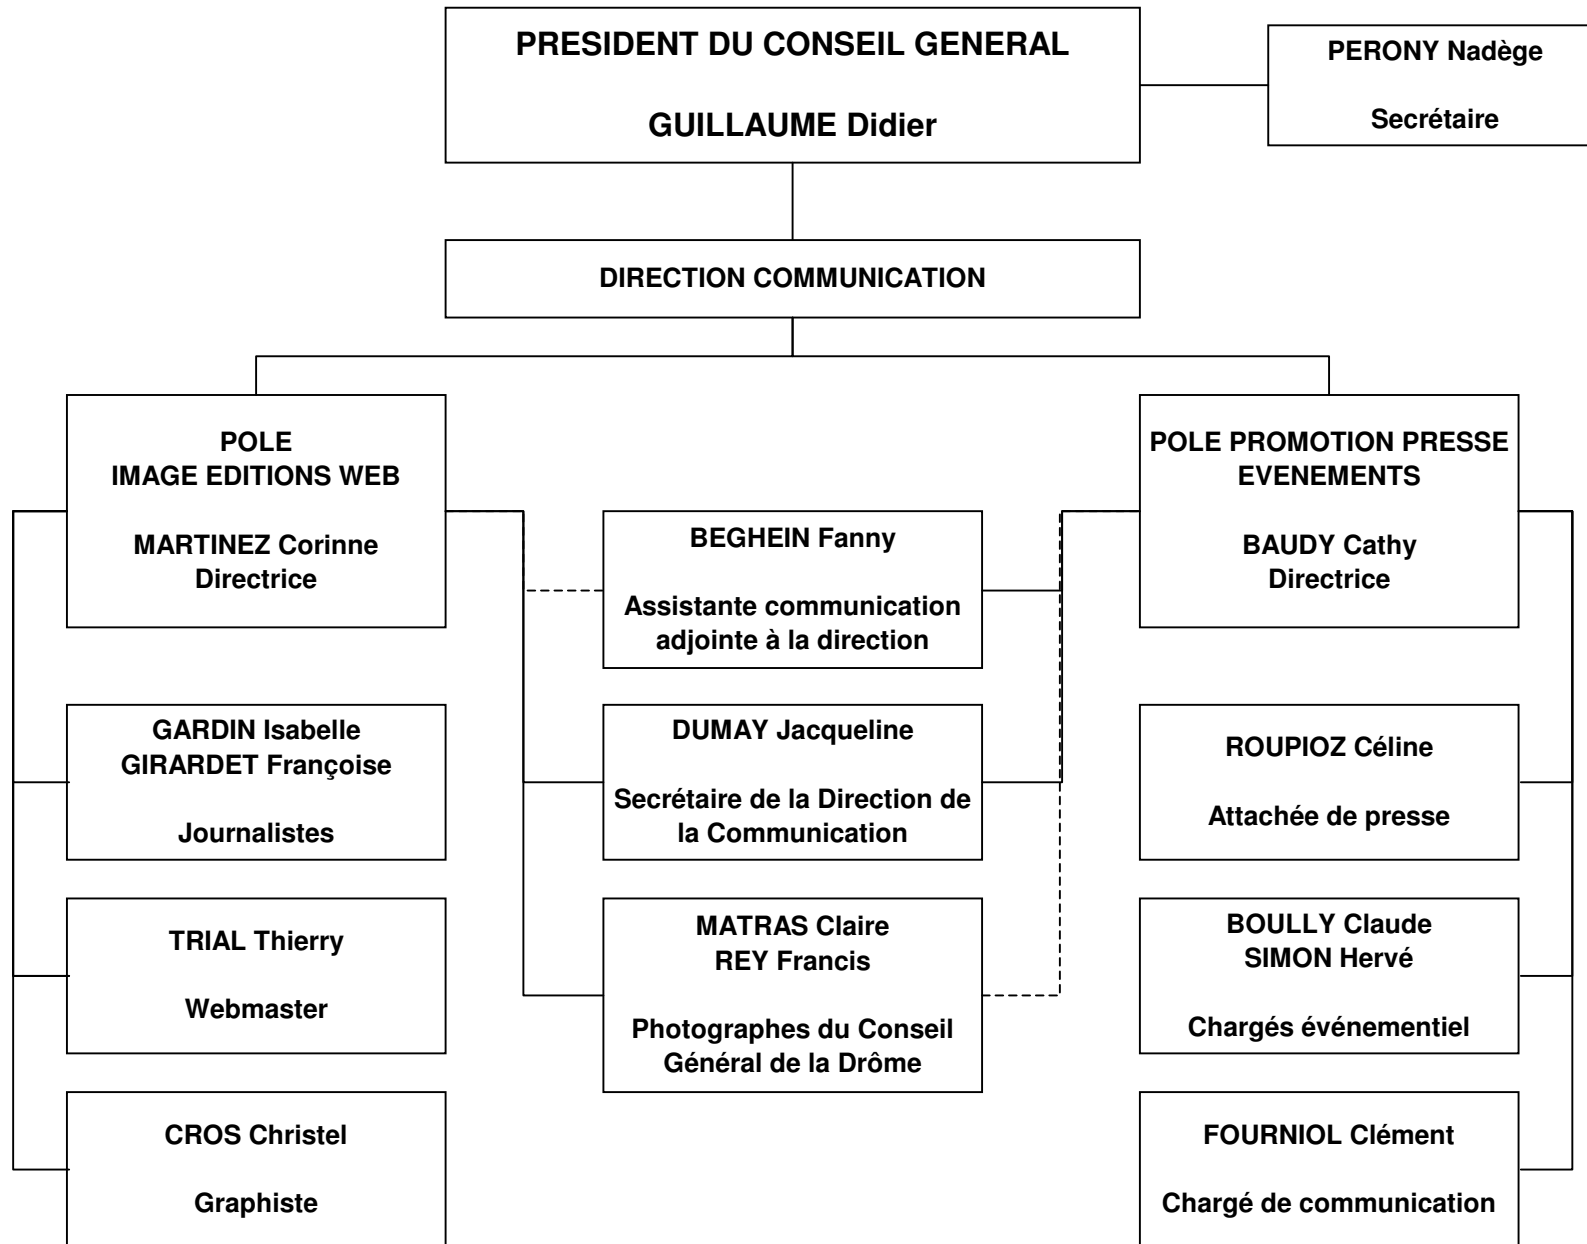 PRESIDENT DU CONSEIL GENERAL
GUILLAUME Didier
PERONY Nadège
Secrétaire
DIRECTION COMMUNICATION
POLE
IMAGE EDITIONS WEB
MARTINEZ Corinne
Directrice
POLE PROMOTION PRESSE
EVENEMENTS
BAUDY Cathy
Directrice
BEGHEIN Fanny
Assistante communication
adjointe à la direction
GARDIN Isabelle
GIRARDET Françoise
Journalistes
DUMAY Jacqueline
Secrétaire de la Direction de
la Communication
ROUPIOZ Céline
Attachée de presse
TRIAL Thierry
Webmaster
MATRAS Claire
REY Francis
Photographes du Conseil
Général de la Drôme
BOULLY Claude
SIMON Hervé
Chargés événementiel
CROS Christel
Graphiste
FOURNIOL Clément
Chargé de communication